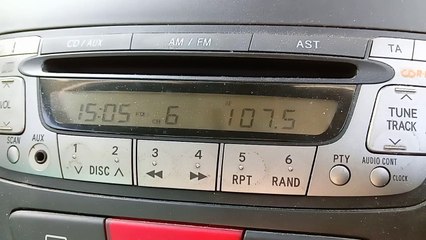 CD / AUX AM / FM AST TA
VOL 15:05 6 107.5 TUNE TRACK
SCAN AUX 1 2 3 4 5 6 PTY AUDIO CONT
DISC RPT RAND CLOCK